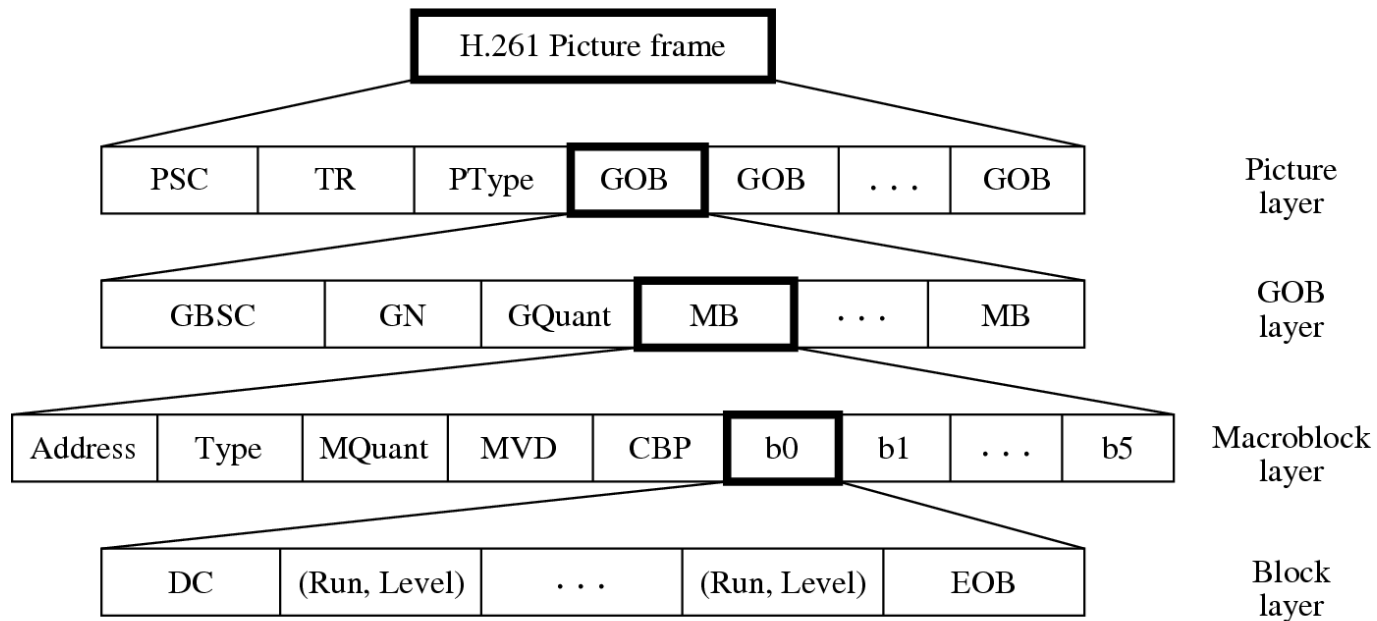 H.261 Picture frame
PSC TR PType GOB GOB . . . GOB
Picture
layer
GBSC GN GQuant MB . . . MB
GOB
layer
Address Type MQuant MVD CBP b0 b1 . . . b5
Macroblock
layer
DC (Run, Level) . . . (Run, Level) EOB
Block
layer